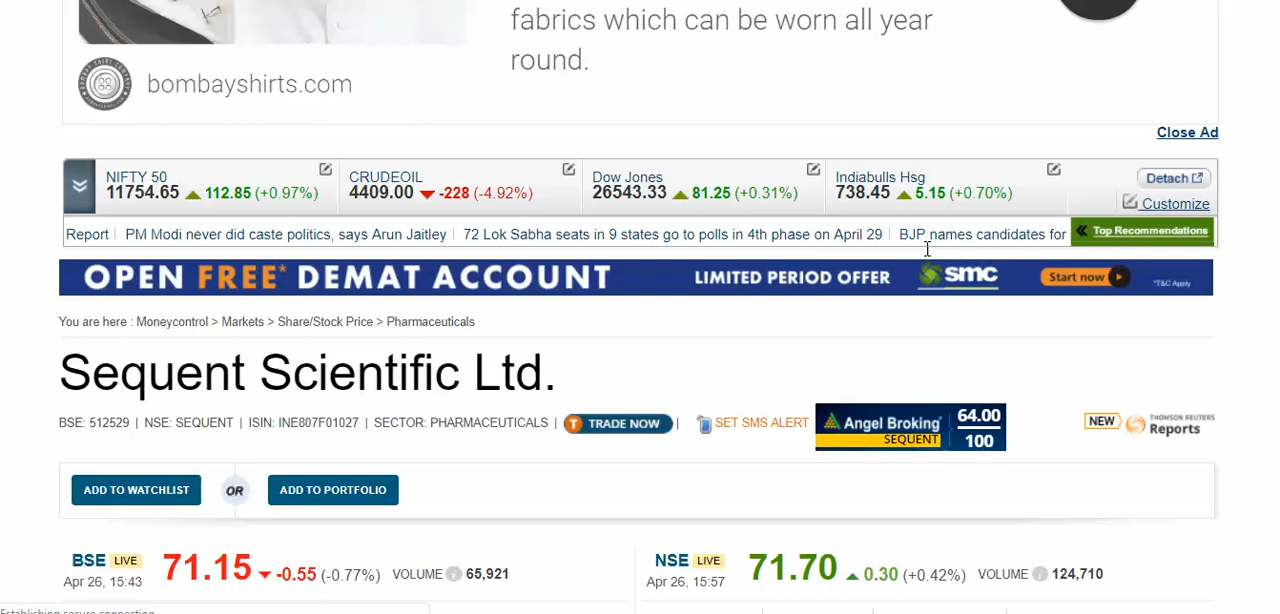 fabrics which can be worn all year
round.
bombayshirts.com
Close Ad
NIFTY 50
11754.65 112.85 (+0.97%)
CRUDEOIL
4409.00 -228 (-4.92%)
Dow Jones
26543.33 81.25 (+0.31%)
Indiabulls Hsg
738.45 5.15 (+0.70%)
Detach
Customize
Report | PM Modi never did caste politics, says Arun Jaitley | 72 Lok Sabha seats in 9 states go to polls in 4th phase on April 29 | BJP names candidates for
Top Recommendations
OPEN FREE* DEMAT ACCOUNT LIMITED PERIOD OFFER smc Start now *T&C Apply
You are here : Moneycontrol > Markets > Share/Stock Price > Pharmaceuticals
Sequent Scientific Ltd.
BSE: 512529 | NSE: SEQUENT | ISIN: INE807F01027 | SECTOR: PHARMACEUTICALS | T TRADE NOW | SET SMS ALERT
Angel Broking
SEQUENT
64.00
100
NEW THOMSON REUTERS
Reports
ADD TO WATCHLIST OR ADD TO PORTFOLIO
BSE LIVE 71.15 -0.55 (-0.77%) VOLUME 65,921
Apr 26, 15:43
NSE LIVE 71.70 0.30 (+0.42%) VOLUME 124,710
Apr 26, 15:57
Establishing secure connection...